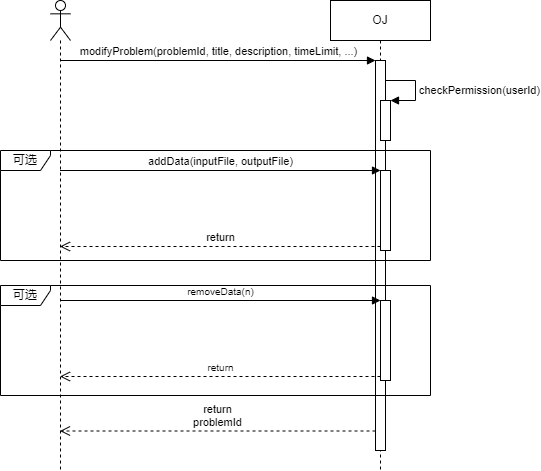 OJ
modifyProblem(problemId, title, description, timeLimit, ...)
checkPermission(userId)
可选
addData(inputFile, outputFile)
return
可选
removeData(n)
return
return
problemId